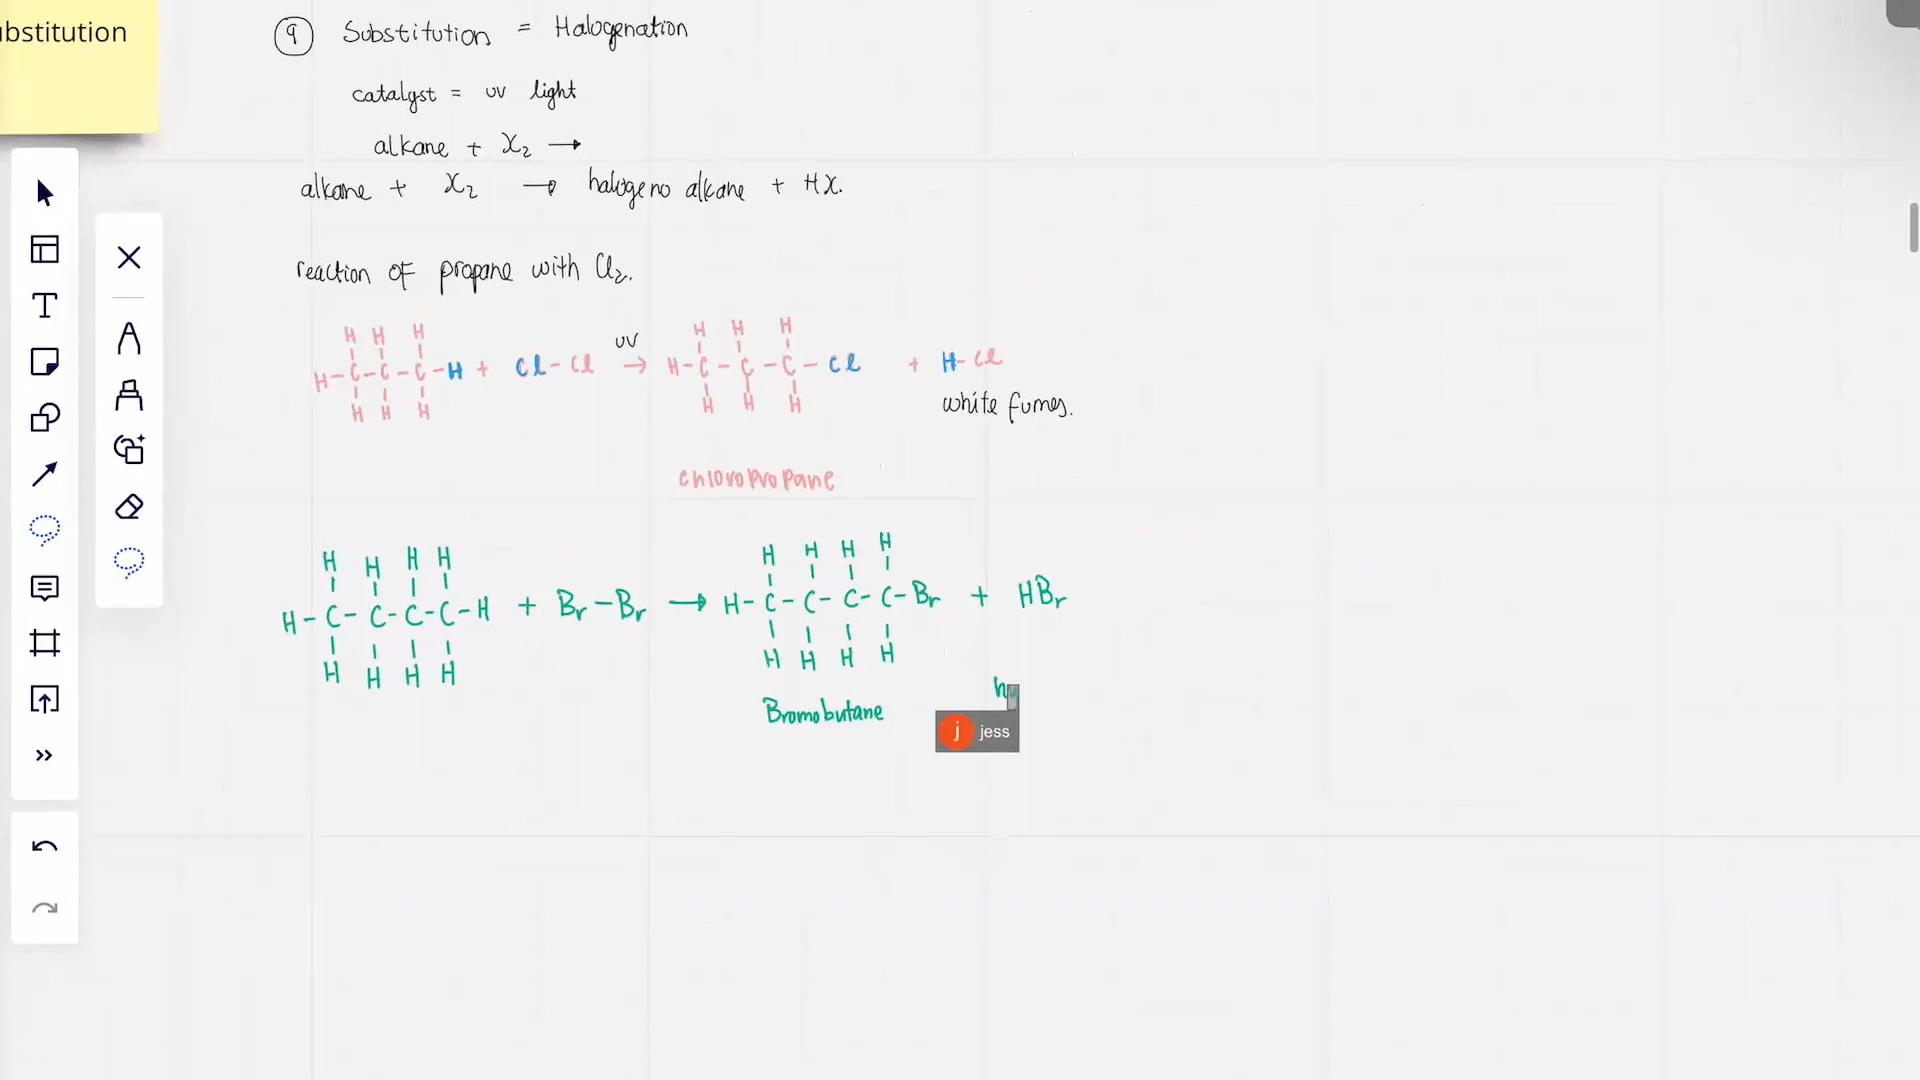 ubstitution
9 Substitution = Halogenation
catalyst = uv light
alkane + X2 →
alkane + X2 → halogeno alkane + HX.
reaction of propane with Cl2.
H H H
H-C-C-C-H + Cl-Cl uv → H-C-C-C-Cl + H-Cl
H H H
H H H
H H H
white fumes.
chloropropane
H H H H
H H H H
H-C-C-C-C-H + Br-Br → H-C-C-C-C-Br + HBr
H H H H
H H H H
Bromobutane
j jess
T